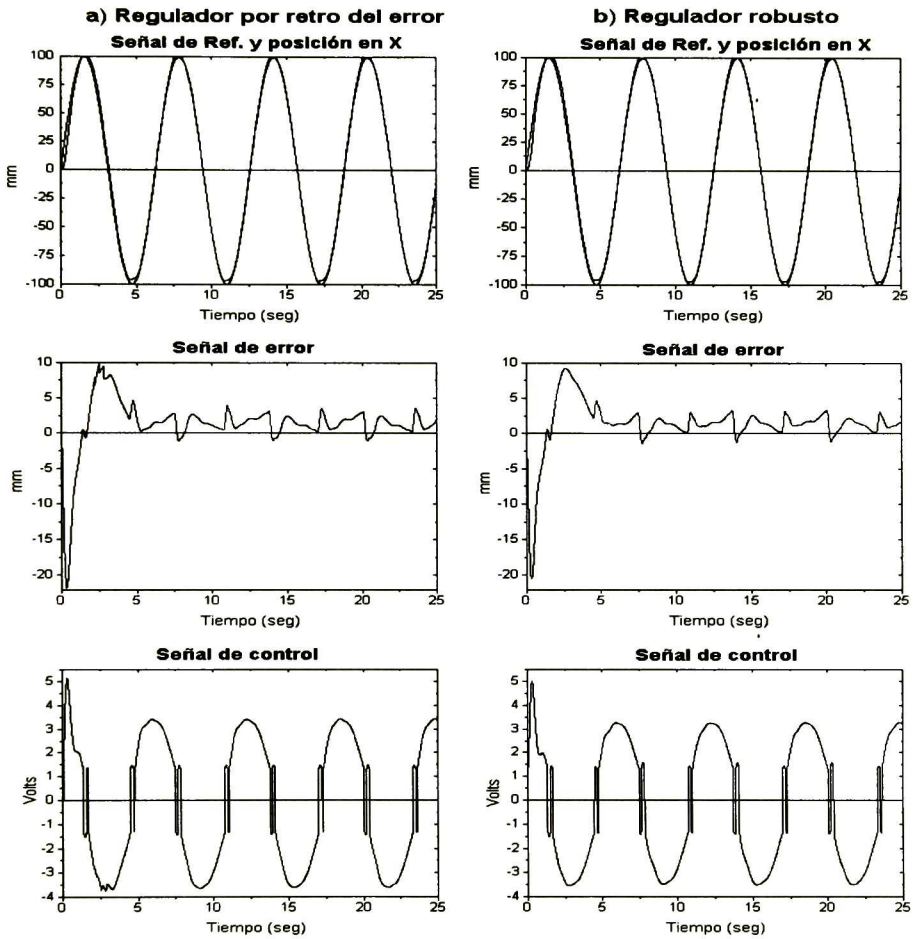 a) Regulador por retro del error
Señal de Ref. y posición en X
100
75
50
25
0
-25
-50
-75
-100
mm
0 5 10 15 20 25
Tiempo (seg)
b) Regulador robusto
Señal de Ref. y posición en X
100
75
50
25
0
-25
-50
-75
-100
mm
0 5 10 15 20 25
Tiempo (seg)
Señal de error
10
5
0
-5
-10
-15
-20
mm
0 5 10 15 20 25
Tiempo (seg)
Señal de error
10
5
0
-5
-10
-15
-20
mm
0 5 10 15 20 25
Tiempo (seg)
Señal de control
5
4
3
2
1
0
-1
-2
-3
-4
Volts
0 5 10 15 20 25
Tiempo (seg)
Señal de control
5
4
3
2
1
0
-1
-2
-3
-4
Volts
0 5 10 15 20 25
Tiempo (seg)